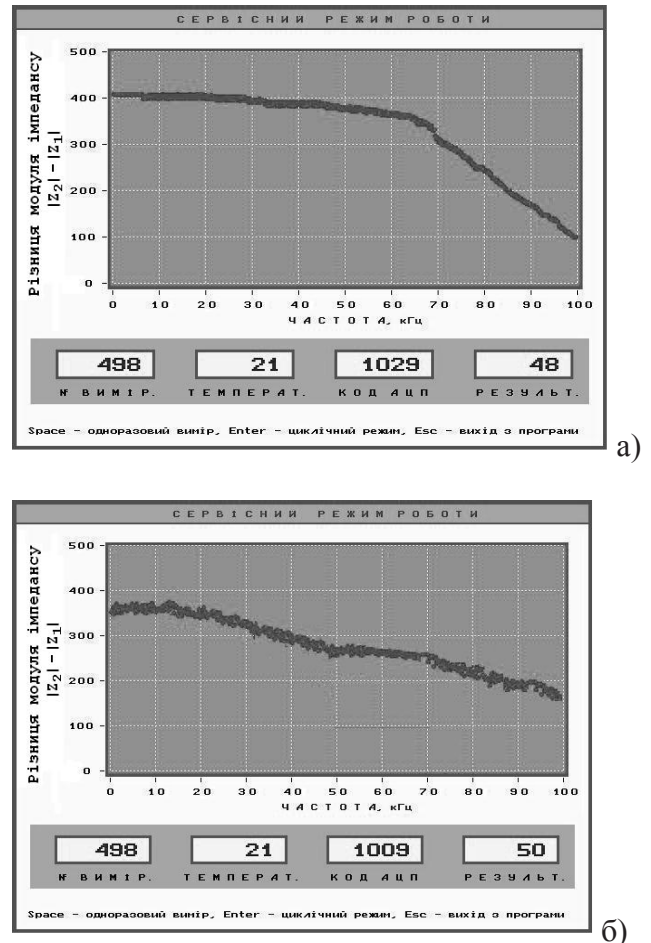 СЕРВІСНИЙ РЕЖИМ РОБОТИ
Різниця модуля імпедансу
|Z2| – |Z1|
500
400
300
200
100
0
0 10 20 30 40 50 60 70 80 90 100
ЧАСТОТА, кГц
498 21 1029 48
№ ВИМІР. ТЕМПЕРАТ. КОД АЦП РЕЗУЛЬТ.
Space – одноразовий вимір, Enter – циклічний режим, Esc – вихід з програми
а)
СЕРВІСНИЙ РЕЖИМ РОБОТИ
Різниця модуля імпедансу
|Z2| – |Z1|
500
400
300
200
100
0
0 10 20 30 40 50 60 70 80 90 100
ЧАСТОТА, кГц
498 21 1009 50
№ ВИМІР. ТЕМПЕРАТ. КОД АЦП РЕЗУЛЬТ.
Space – одноразовий вимір, Enter – циклічний режим, Esc – вихід з програми
б)